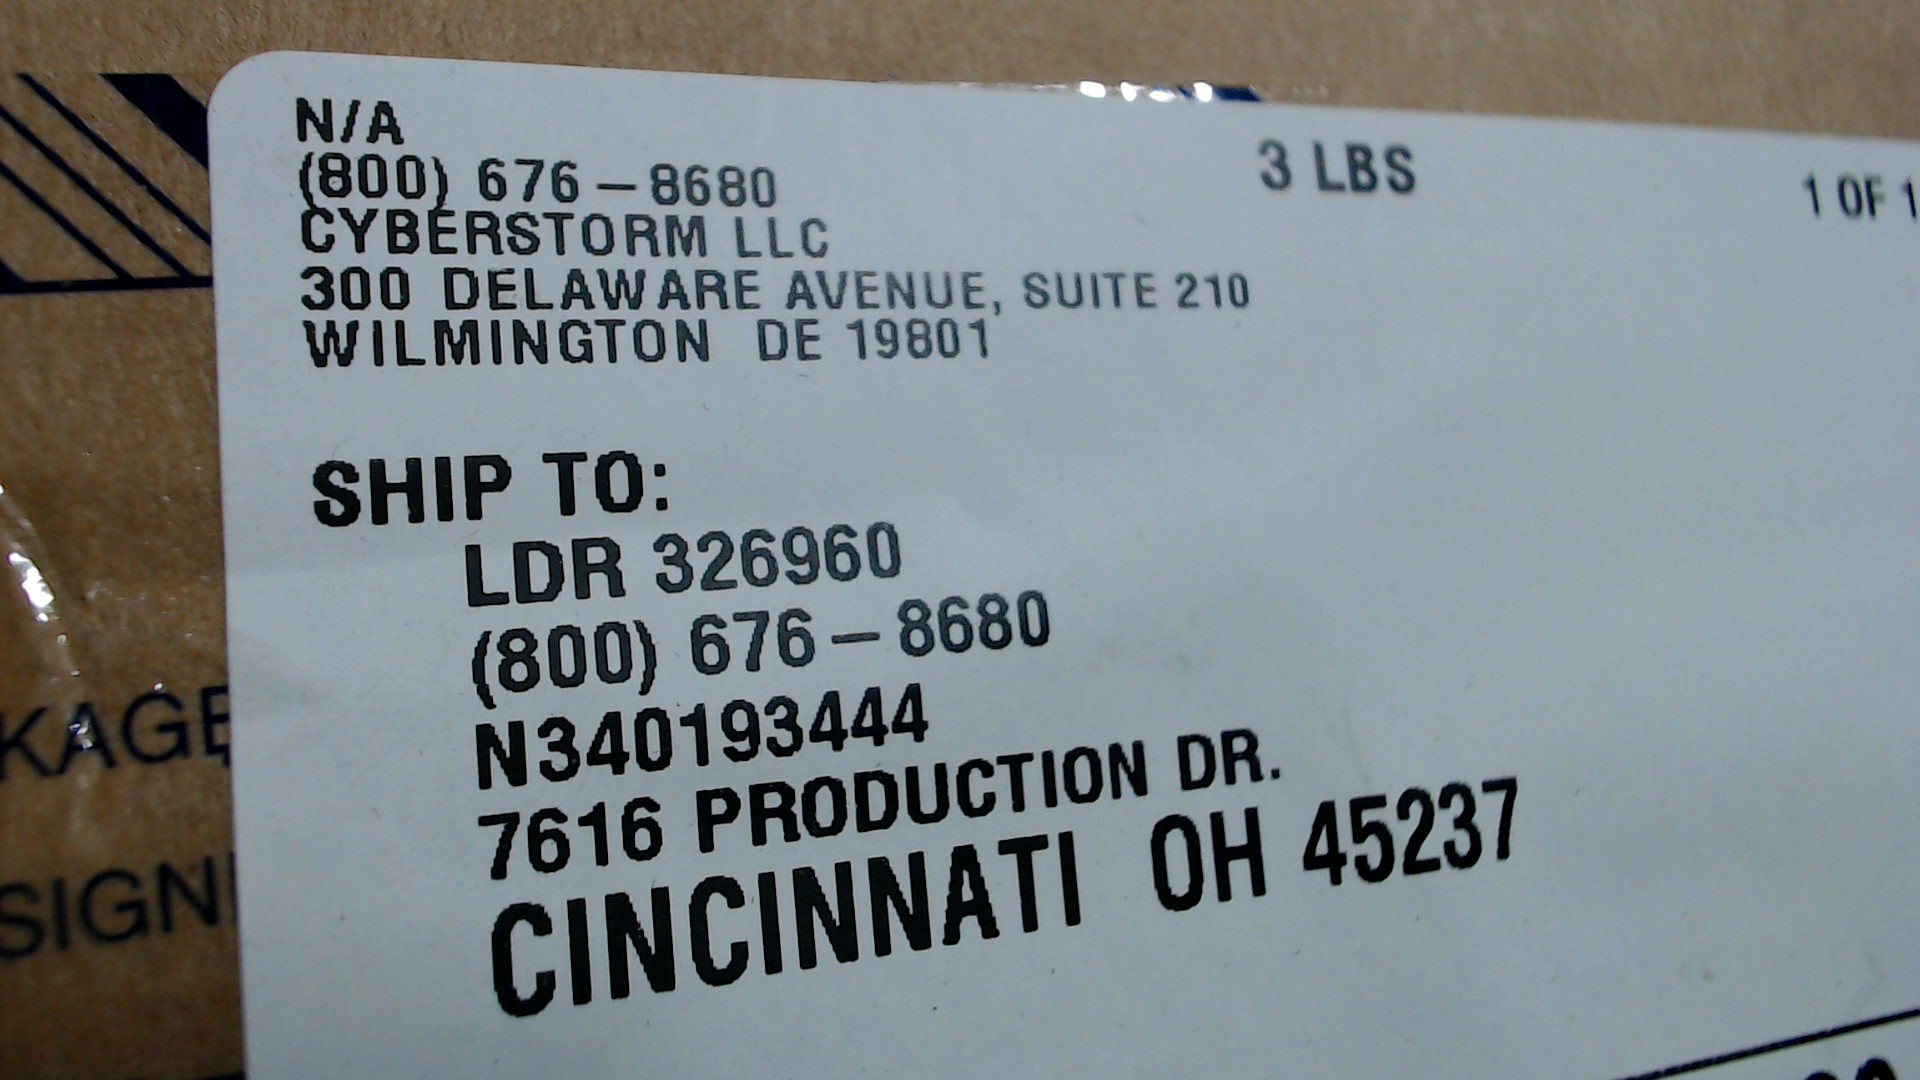 N/A
(800) 676-8680
CYBERSTORM LLC
300 DELAWARE AVENUE, SUITE 210
WILMINGTON DE 19801
3 LBS
1 OF 1
SHIP TO:
LDR 326960
(800) 676-8680
N340193444
7616 PRODUCTION DR.
CINCINNATI OH 45237
KAGE
SIGN